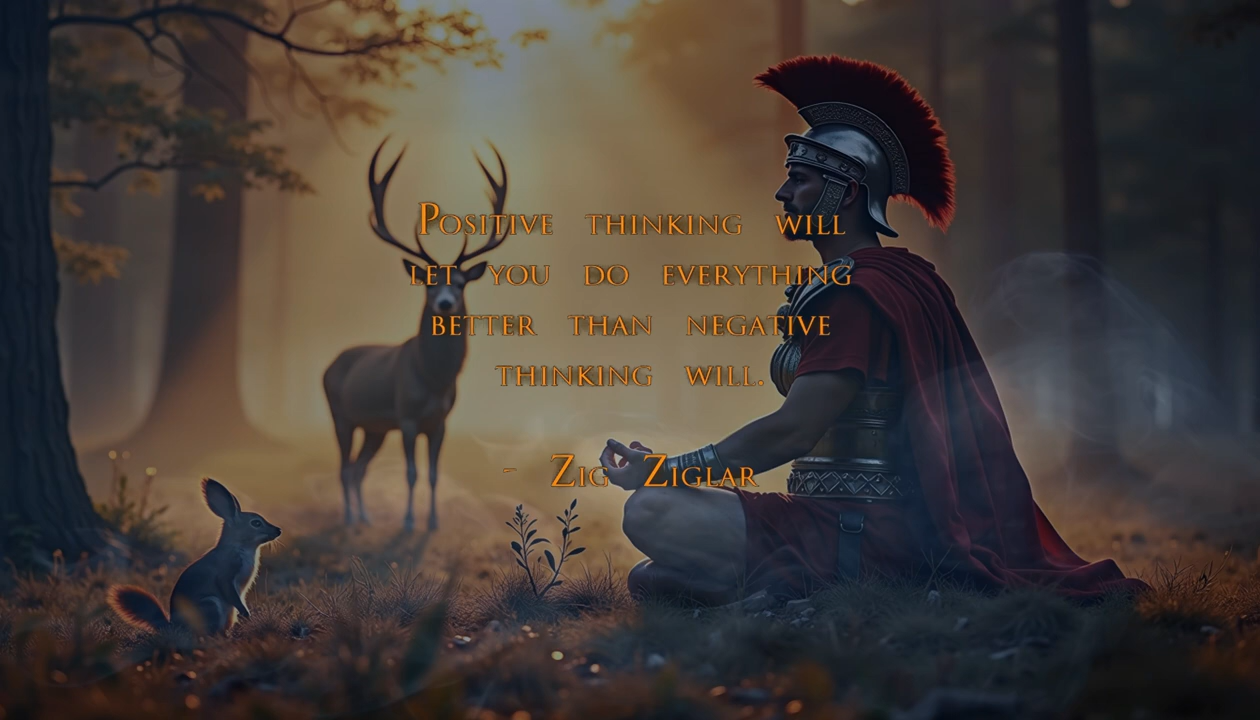 Positive thinking will
let you do everything
better than negative
thinking will.
~ Zig Ziglar